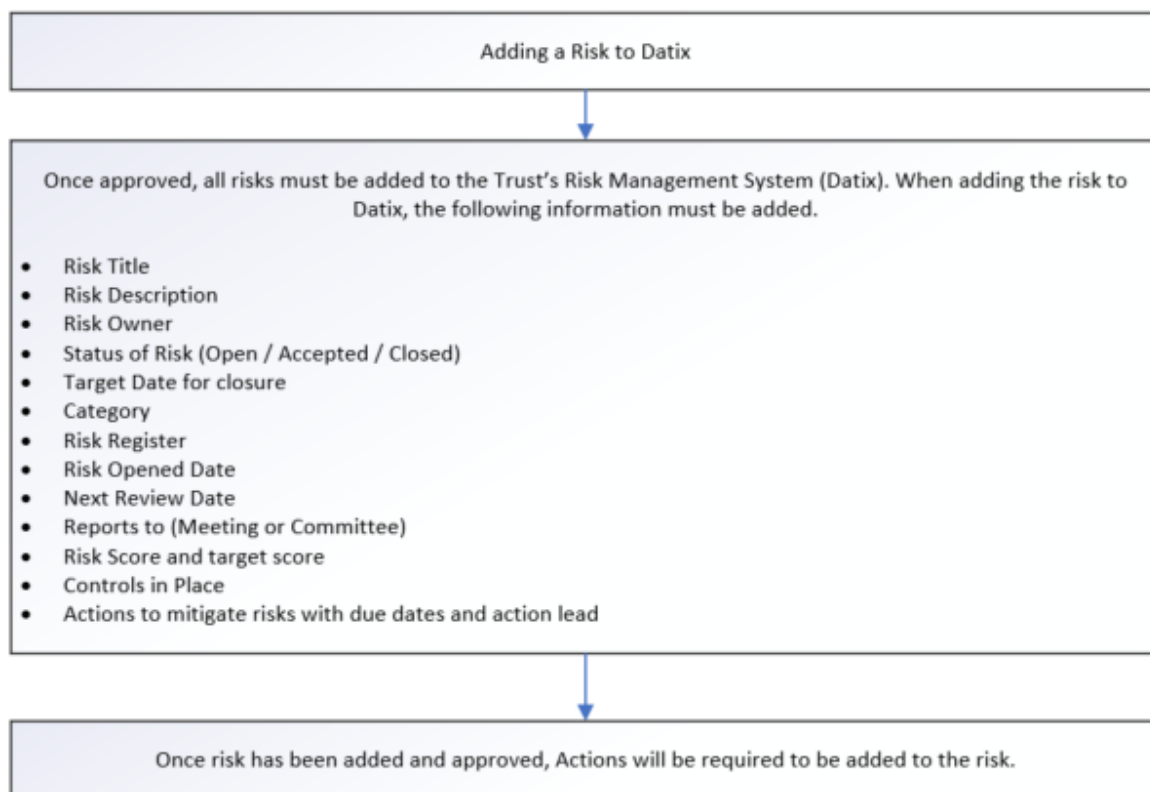 Adding a Risk to Datix
Once approved, all risks must be added to the Trust’s Risk Management System (Datix). When adding the risk to
Datix, the following information must be added.
• Risk Title
• Risk Description
• Risk Owner
• Status of Risk (Open / Accepted / Closed)
• Target Date for closure
• Category
• Risk Register
• Risk Opened Date
• Next Review Date
• Reports to (Meeting or Committee)
• Risk Score and target score
• Controls in Place
• Actions to mitigate risks with due dates and action lead
Once risk has been added and approved, Actions will be required to be added to the risk.